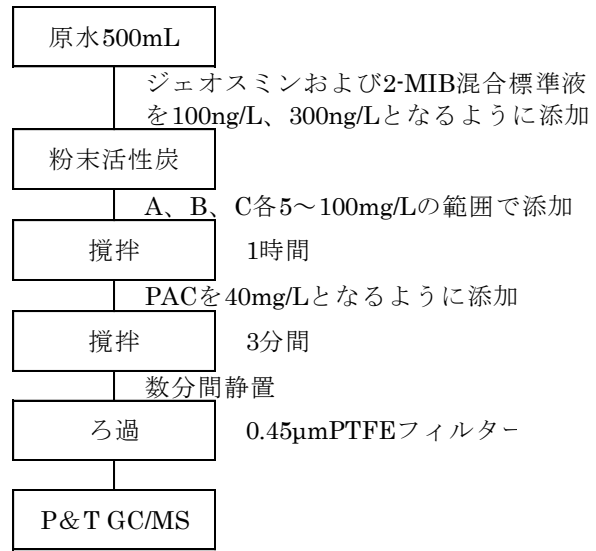 原水500mL
ジェオスミンおよび2-MIB混合標準液
を100ng/L、300ng/Lとなるように添加
粉末活性炭
A、B、C各5～100mg/Lの範囲で添加
撹拌 1時間
PACを40mg/Lとなるように添加
撹拌 3分間
数分間静置
ろ過 0.45µmPTFEフィルター
P＆T GC/MS